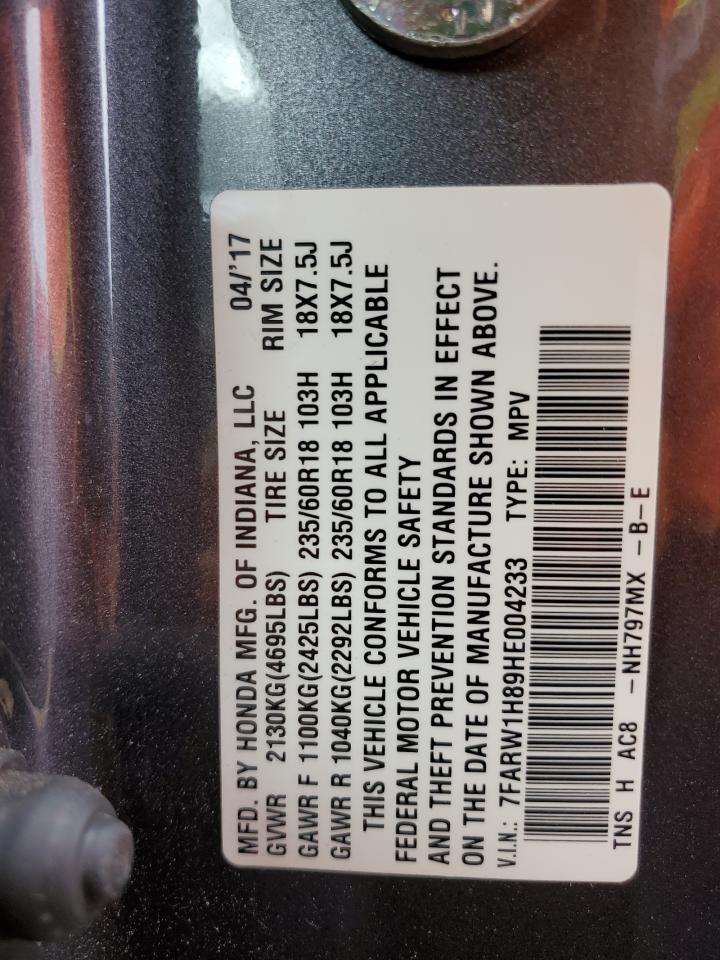 MFD. BY HONDA MFG. OF INDIANA, LLC 04/'17
GVWR 2130KG(4695LBS) TIRE SIZE RIM SIZE
GAWR F 1100KG(2425LBS) 235/60R18 103H 18X7.5J
GAWR R 1040KG(2292LBS) 235/60R18 103H 18X7.5J
THIS VEHICLE CONFORMS TO ALL APPLICABLE
FEDERAL MOTOR VEHICLE SAFETY
AND THEFT PREVENTION STANDARDS IN EFFECT
ON THE DATE OF MANUFACTURE SHOWN ABOVE.
V.I.N.: 7FARW1H89HE004233 TYPE: MPV
TNS H AC8 -NH797MX -B-E